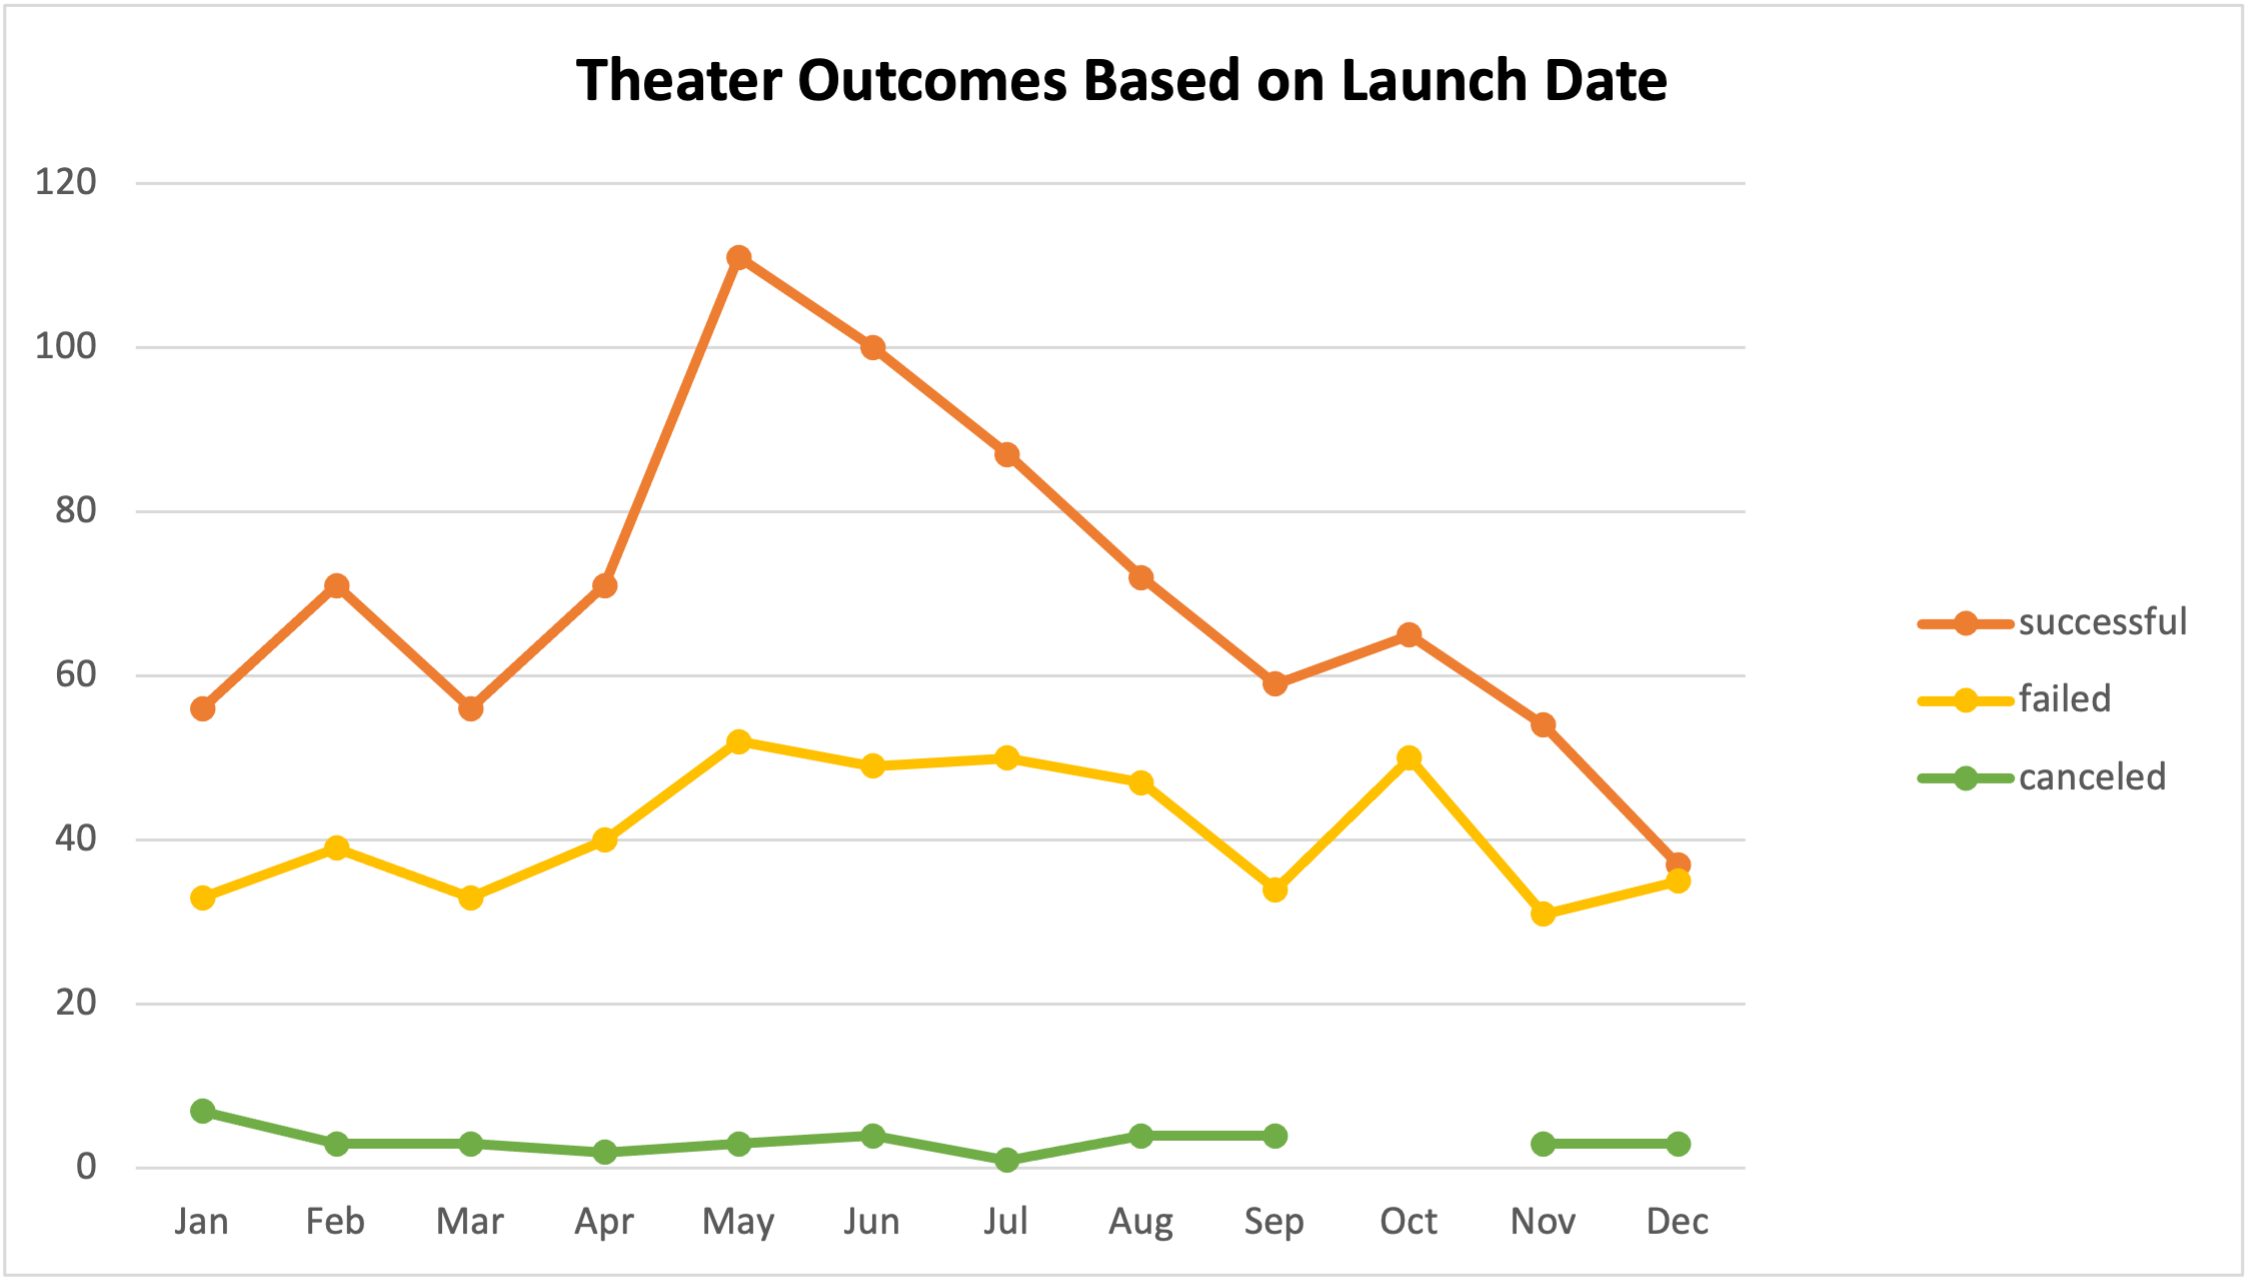 Theater Outcomes Based on Launch Date
120
100
80
60
40
20
0
Jan Feb Mar Apr May Jun Jul Aug Sep Oct Nov Dec
successful
failed
canceled